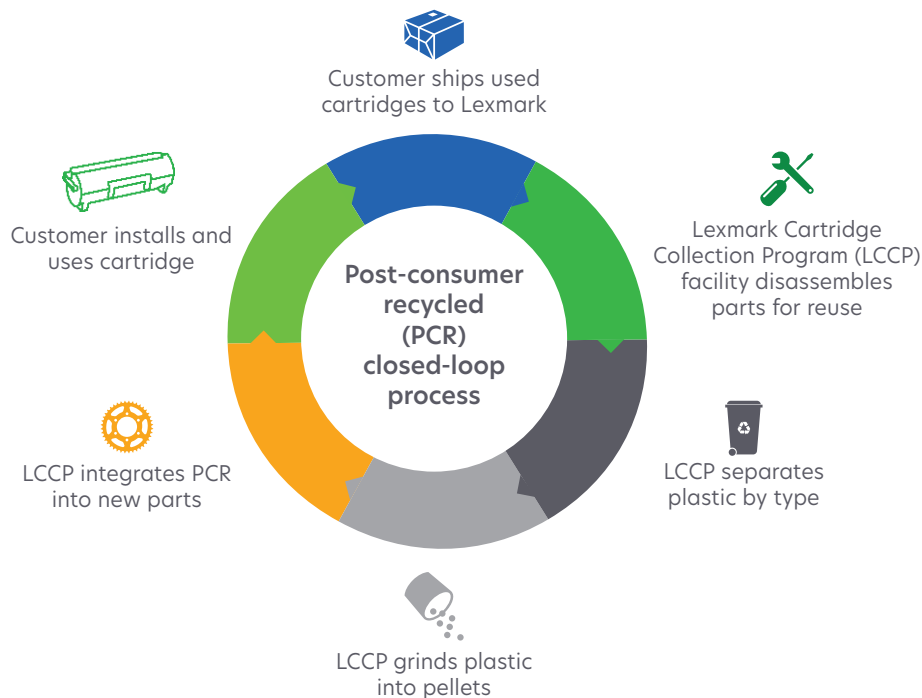 Customer ships used
cartridges to Lexmark
Lexmark Cartridge
Collection Program (LCCP)
facility disassembles
parts for reuse
LCCP separates
plastic by type
LCCP grinds plastic
into pellets
LCCP integrates PCR
into new parts
Customer installs and
uses cartridge
Post-consumer
recycled
(PCR)
closed-loop
process